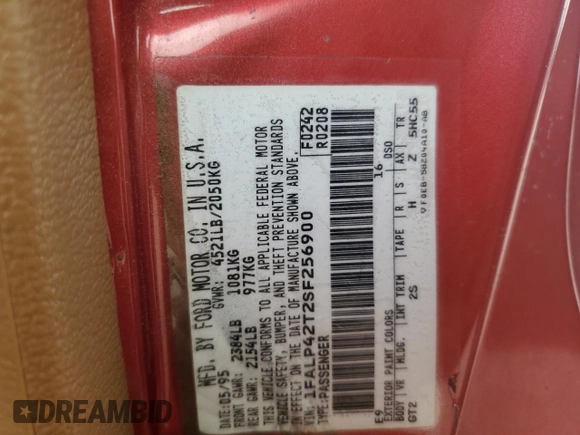 MFD. BY FORD MOTOR CO. IN U.S.A.
DATE: 05/95 GVWR: 4521LB/2050KG
FRONT GAWR: 2384LB 1081KG
REAR GAWR: 2154LB 977KG
THIS VEHICLE CONFORMS TO ALL APPLICABLE FEDERAL MOTOR
VEHICLE SAFETY, BUMPER, AND THEFT PREVENTION STANDARDS
IN EFFECT ON THE DATE OF MANUFACTURE SHOWN ABOVE.
VIN: 1FALP42T2SF256900 F0242
TYPE: PASSENGER R0208
E9 16 DSO
EXTERIOR PAINT COLORS
BODY VR MLDG. INT TRIM TAPE R S AX TR
GT2 2S H Z 5HC55
DREAMBID